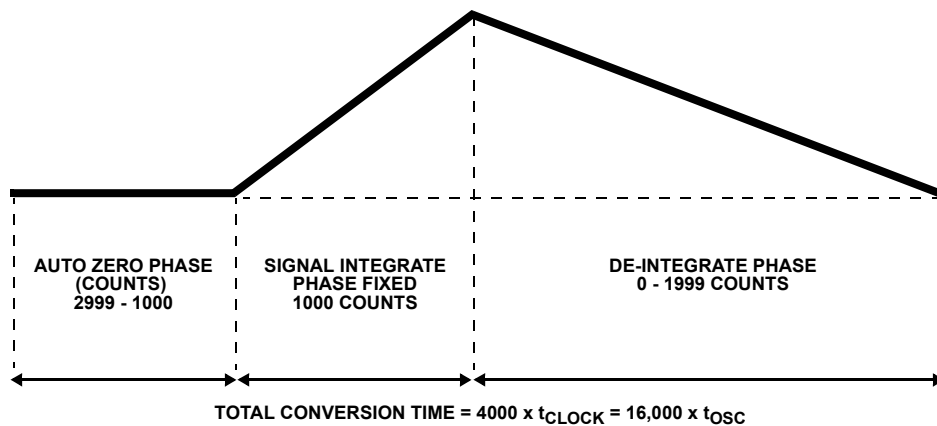 AUTO ZERO PHASE
(COUNTS)
2999 - 1000
SIGNAL INTEGRATE
PHASE FIXED
1000 COUNTS
DE-INTEGRATE PHASE
0 - 1999 COUNTS
TOTAL CONVERSION TIME = 4000 x tCLOCK = 16,000 x tOSC